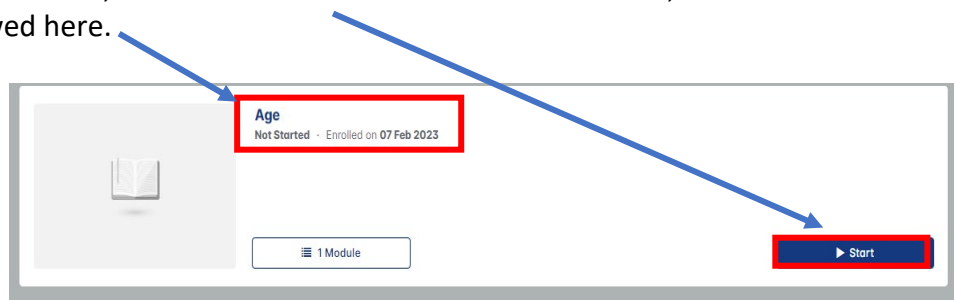 ved here.
Age
Not Started · Enrolled on 07 Feb 2023
1 Module
Start